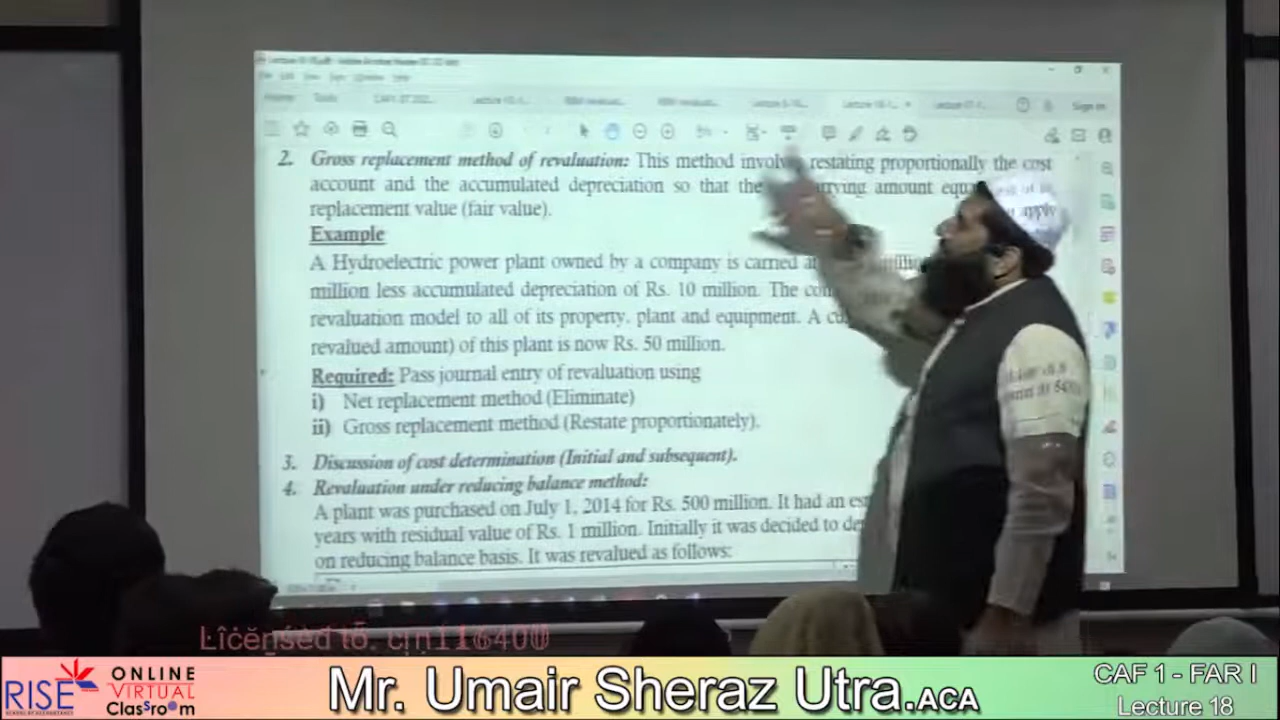 Tools
Sign in
2. Gross replacement method of revaluation: This method involves restating proportionally the cost
account and the accumulated depreciation so that the carrying amount
replacement value (fair value).
apply
Example
A Hydroelectric power plant owned by a company is carried
million less accumulated depreciation of Rs. 10 million. The
revaluation model to all of its property, plant and equipment. A
revalued amount) of this plant is now Rs. 50 million.
Required: Pass journal entry of revaluation using
i) Net replacement method (Eliminate)
ii) Gross replacement method (Restate proportionately).
3. Discussion of cost determination (Initial and subsequent).
4. Revaluation under reducing balance method:
A plant was purchased on July 1, 2014 for Rs. 500 million. It had an
years with residual value of Rs. 1 million. Initially it was decided to
on reducing balance basis. It was revalued as follows:
RISE
ONLINE
VIRTUAL
ClassrooM
Mr. Umair Sheraz Utra.ACA
CAF 1 - FAR I
Lecture 18